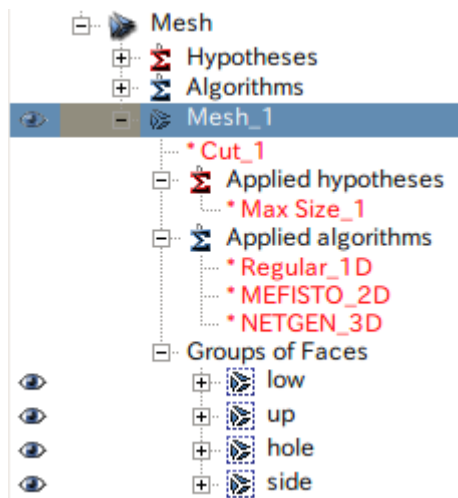 Mesh
Hypotheses
Algorithms
Mesh_1
* Cut_1
Applied hypotheses
* Max Size_1
Applied algorithms
* Regular_1D
* MEFISTO_2D
* NETGEN_3D
Groups of Faces
low
up
hole
side